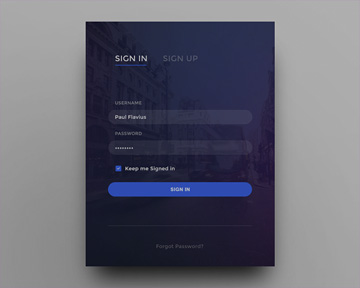 SIGN IN SIGN UP
USERNAME
Paul Flavius
PASSWORD
••••••••
Keep me Signed in
SIGN IN
Forgot Password?